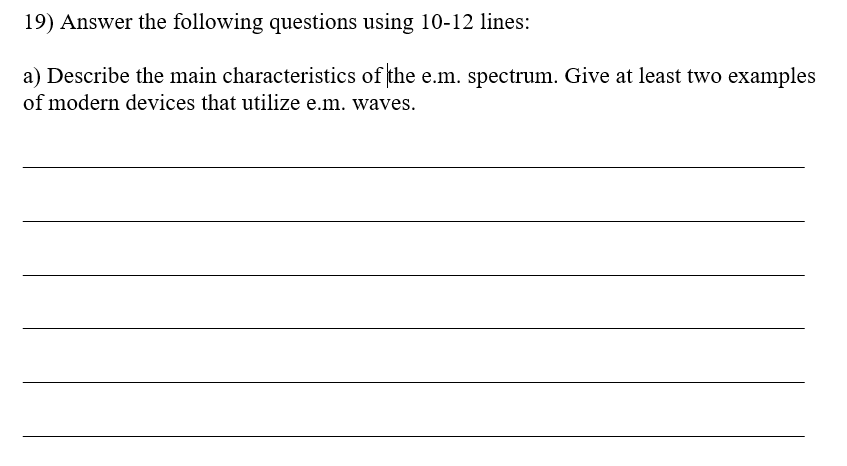 19) Answer the following questions using 10-12 lines:
a) Describe the main characteristics of the e.m. spectrum. Give at least two examples
of modern devices that utilize e.m. waves.